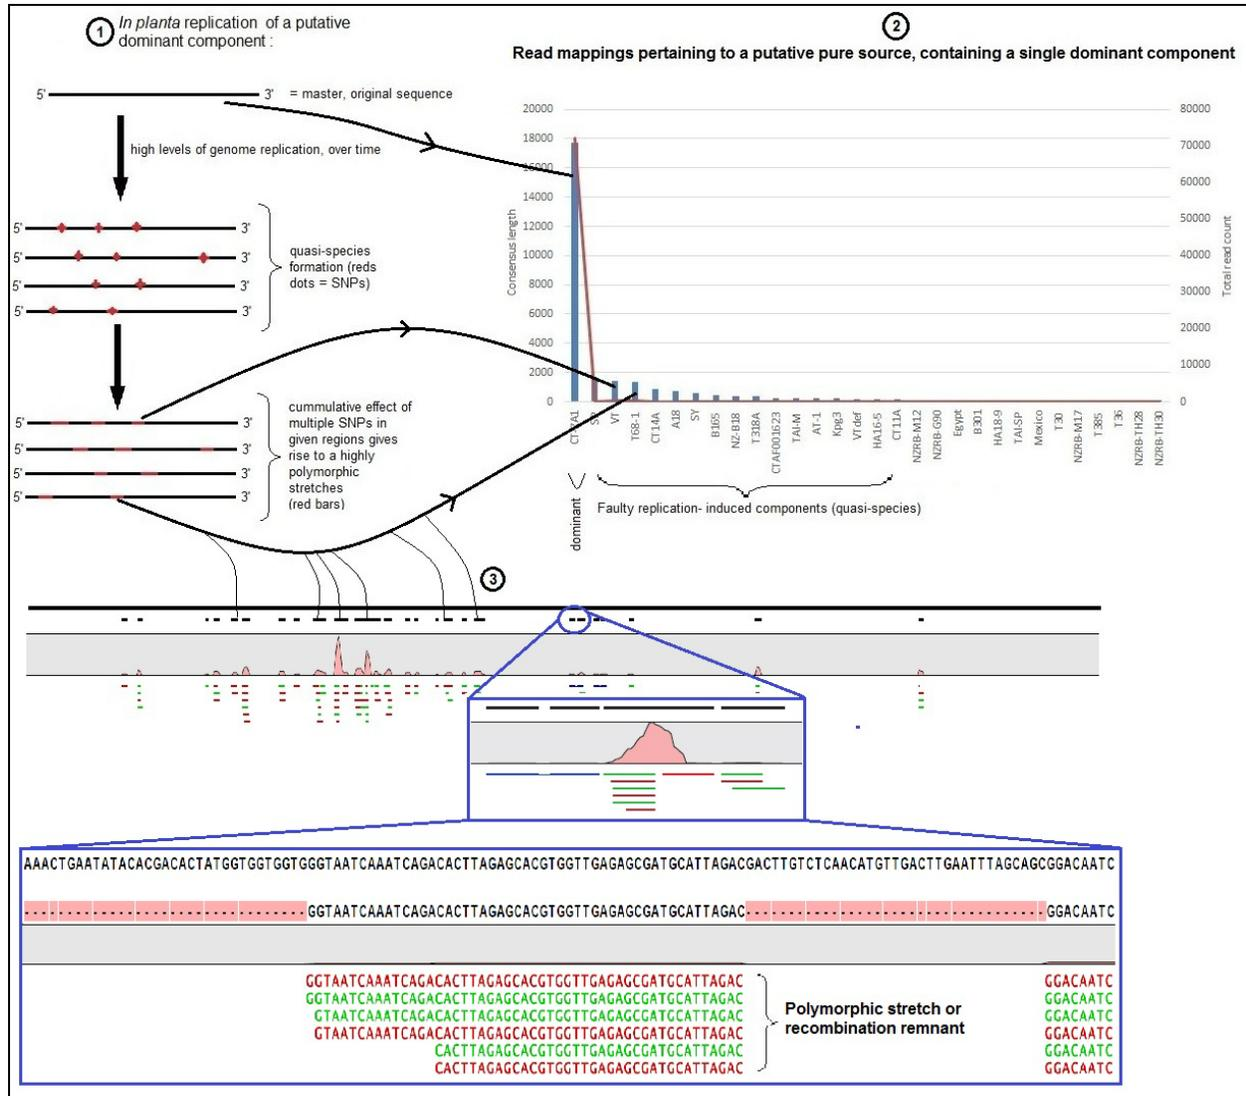 1
In planta replication of a putative
dominant component :
5' 3' = master, original sequence
high levels of genome replication, over time
5' 3'
5' 3'
5' 3'
5' 3'
quasi-species
formation (reds
dots = SNPs)
5' 3'
5' 3'
5' 3'
5' 3'
cummulative effect of
multiple SNPs in
given regions gives
rise to a highly
polymorphic
stretches
(red bars)
2
Read mappings pertaining to a putative pure source, containing a single dominant component
Consensus length
20000
18000
16000
14000
12000
10000
8000
6000
4000
2000
0
80000
70000
60000
50000
40000
30000
20000
10000
0
Total read count
VT
T68-1
CT14A
A18
SY
B165
NZ-B18
T318A
CTAF001623
TAI-M
AT-1
Kpg3
VTdef
HA16-5
CT11A
NZRB-M12
NZRB-G90
Egypt
B301
HA18-9
TAI-SP
Mexico
T30
NZRB-M17
T385
T36
NZRB-TH28
NZRB-TH30
dominant
Faulty replication- induced components (quasi-species)
3
AAACTGAATATACACGACACTATGGTGGTGGTGGGTAATCAAATCAGACACTTAGAGCACGTGGTTGAGAGCGATGCATTAGACGACTTGTCTCAACATGTTGACTTGAATTTAGCAGCGGACAATC
GGTAATCAAATCAGACACTTAGAGCACGTGGTTGAGAGCGATGCATTAGAC GGACAATC
GGTAATCAAATCAGACACTTAGAGCACGTGGTTGAGAGCGATGCATTAGAC GGACAATC
GGTAATCAAATCAGACACTTAGAGCACGTGGTTGAGAGCGATGCATTAGAC GGACAATC
GTAATCAAATCAGACACTTAGAGCACGTGGTTGAGAGCGATGCATTAGAC GGACAATC
GTAATCAAATCAGACACTTAGAGCACGTGGTTGAGAGCGATGCATTAGAC GGACAATC
CACTTAGAGCACGTGGTTGAGAGCGATGCATTAGAC GGACAATC
CACTTAGAGCACGTGGTTGAGAGCGATGCATTAGAC GGACAATC
Polymorphic stretch or
recombination remnant